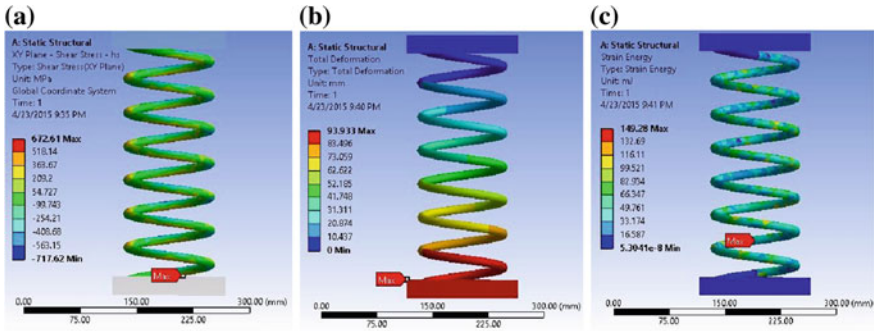 (a)
A: Static Structural
XY Plane - Shear Stress - hs
Type: Shear Stress(XY Plane)
Unit: MPa
Global Coordinate System
Time: 1
4/23/2015 9:35 PM
672.61 Max
518.14
363.67
209.2
54.727
-99.743
-254.21
-408.68
-563.15
-717.62 Min
Max
0.00
150.00
300.00 (mm)
75.00
225.00
(b)
A: Static Structural
Total Deformation
Type: Total Deformation
Unit: mm
Time: 1
4/23/2015 9:40 PM
93.933 Max
83.496
73.059
62.622
52.185
41.748
31.311
20.874
10.437
0 Min
Max
0.00
150.00
300.00 (mm)
75.00
225.00
(c)
A: Static Structural
Strain Energy
Type: Strain Energy
Unit: mJ
Time: 1
4/23/2015 9:41 PM
149.28 Max
132.69
116.11
99.521
82.934
66.347
49.761
33.174
16.587
5.3041e-8 Min
Max
0.00
150.00
300.00 (mm)
75.00
225.00